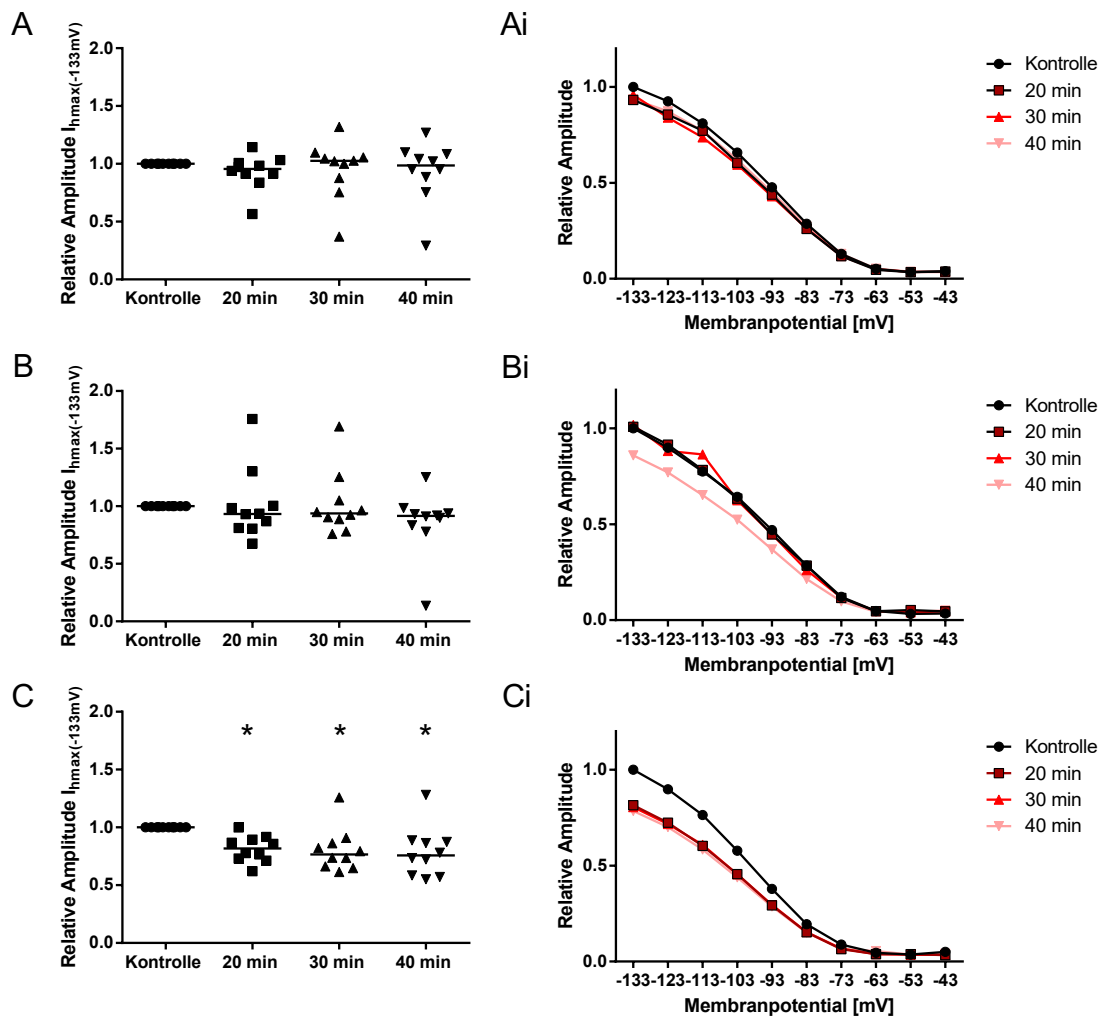 A
Relative Amplitude Ihmax(-133mV)
2.0
1.5
1.0
0.5
0.0
Kontrolle 20 min 30 min 40 min
Ai
Relative Amplitude
1.0
0.5
0.0
-133 -123 -113 -103 -93 -83 -73 -63 -53 -43
Membranpotential [mV]
Kontrolle
20 min
30 min
40 min
B
Relative Amplitude Ihmax(-133mV)
2.0
1.5
1.0
0.5
0.0
Kontrolle 20 min 30 min 40 min
Bi
Relative Amplitude
1.0
0.5
0.0
-133 -123 -113 -103 -93 -83 -73 -63 -53 -43
Membranpotential [mV]
Kontrolle
20 min
30 min
40 min
C
Relative Amplitude Ihmax(-133mV)
2.0
1.5
1.0
0.5
0.0
* * *
Kontrolle 20 min 30 min 40 min
Ci
Relative Amplitude
1.0
0.5
0.0
-133 -123 -113 -103 -93 -83 -73 -63 -53 -43
Membranpotential [mV]
Kontrolle
20 min
30 min
40 min